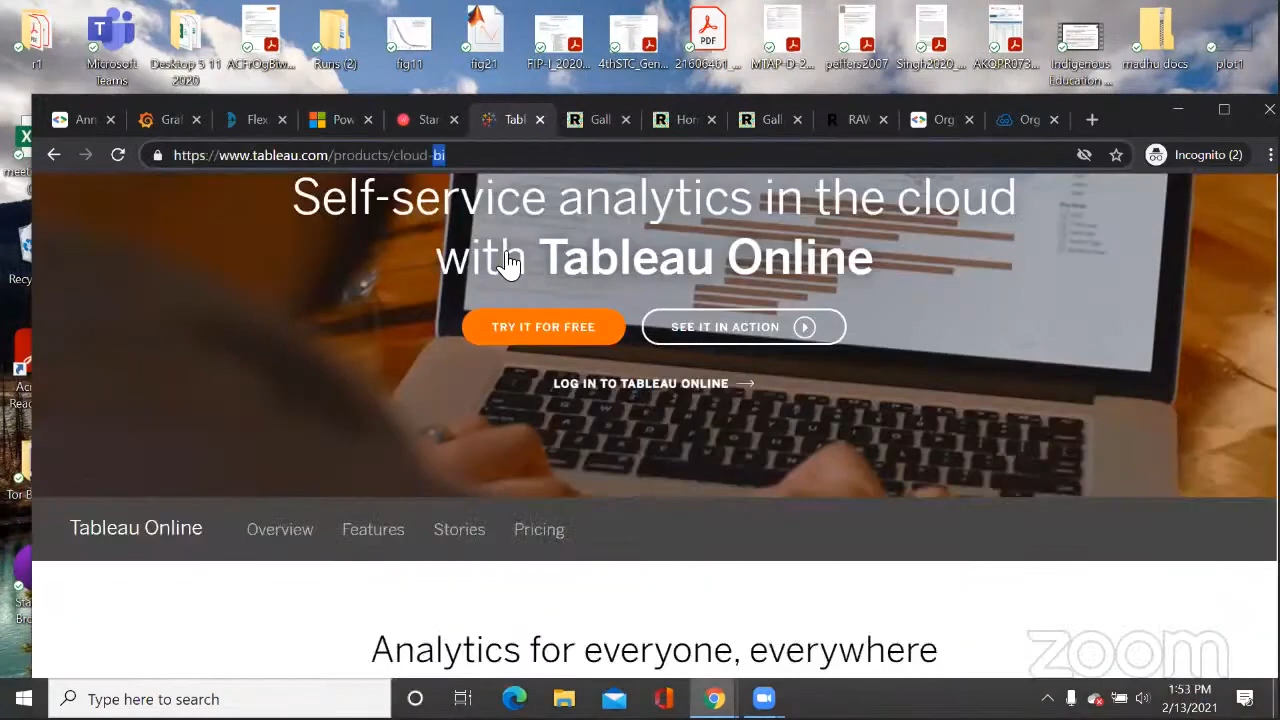 r1
Microsoft Teams
Desktop 5 11 2020
ACFrOgBiw...
Runs (2)
fig11
fig21
FIP-I_2020...
4thSTC_Gen...
21606461_...
MTAP-D-2...
peffers2007
Singh2020_...
AKQPR073...
Indigenous Education ...
madhu docs
plot1
PDF
Ann
Gra
Flex
Pow
Star
Tabl
Gall
Hor
Gall
RAW
Org
Org
https://www.tableau.com/products/cloud-bi
Incognito (2)
Self-service analytics in the cloud
with Tableau Online
TRY IT FOR FREE
SEE IT IN ACTION
LOG IN TO TABLEAU ONLINE
Tableau Online
Overview
Features
Stories
Pricing
Analytics for everyone, everywhere
zoom
Type here to search
1:53 PM
2/13/2021